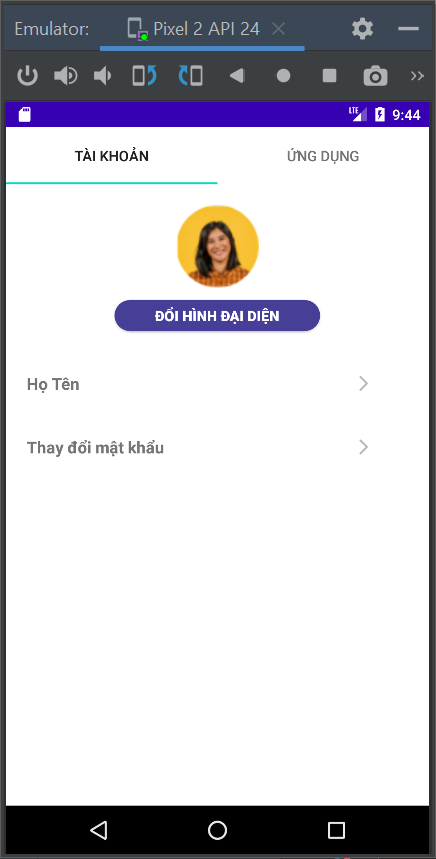 Emulator: Pixel 2 API 24
LTE 9:44
TÀI KHOẢN ỨNG DỤNG
ĐỔI HÌNH ĐẠI DIỆN
Họ Tên
Thay đổi mật khẩu